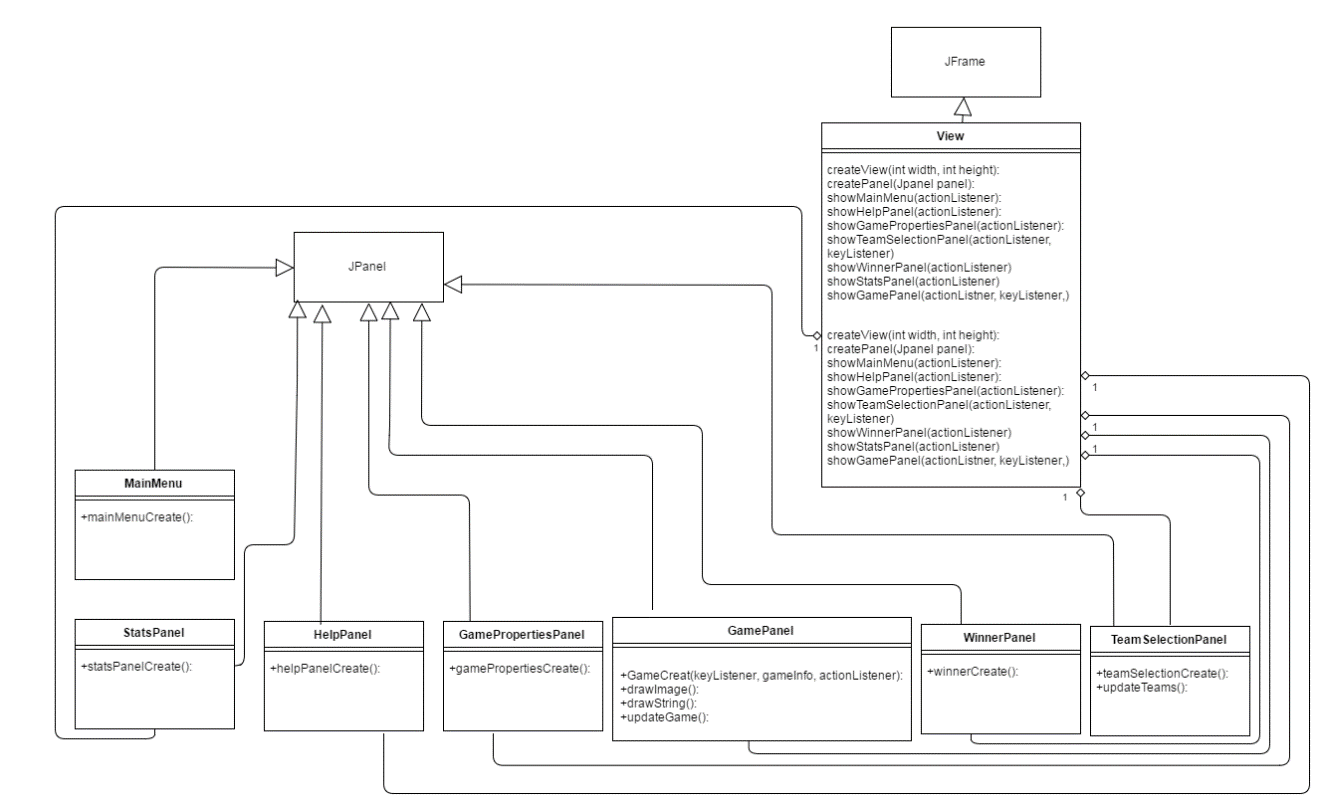 JFrame
View
createView(int width, int height):
createPanel(Jpanel panel):
showMainMenu(actionListener):
showHelpPanel(actionListener):
showGamePropertiesPanel(actionListener):
showTeamSelectionPanel(actionListener,
keyListener)
showWinnerPanel(actionListener)
showStatsPanel(actionListener)
showGamePanel(actionListner, keyListener,)
createView(int width, int height):
createPanel(Jpanel panel):
showMainMenu(actionListener):
showHelpPanel(actionListener):
showGamePropertiesPanel(actionListener):
showTeamSelectionPanel(actionListener,
keyListener)
showWinnerPanel(actionListener)
showStatsPanel(actionListener)
showGamePanel(actionListner, keyListener,)
1
1
1
1
1
JPanel
MainMenu
+mainMenuCreate():
StatsPanel
+statsPanelCreate():
HelpPanel
+helpPanelCreate():
GamePropertiesPanel
+gamePropertiesCreate():
GamePanel
+GameCreat(keyListener, gameInfo, actionListener):
+drawImage():
+drawString():
+updateGame():
WinnerPanel
+winnerCreate():
TeamSelectionPanel
+teamSelectionCreate():
+updateTeams():